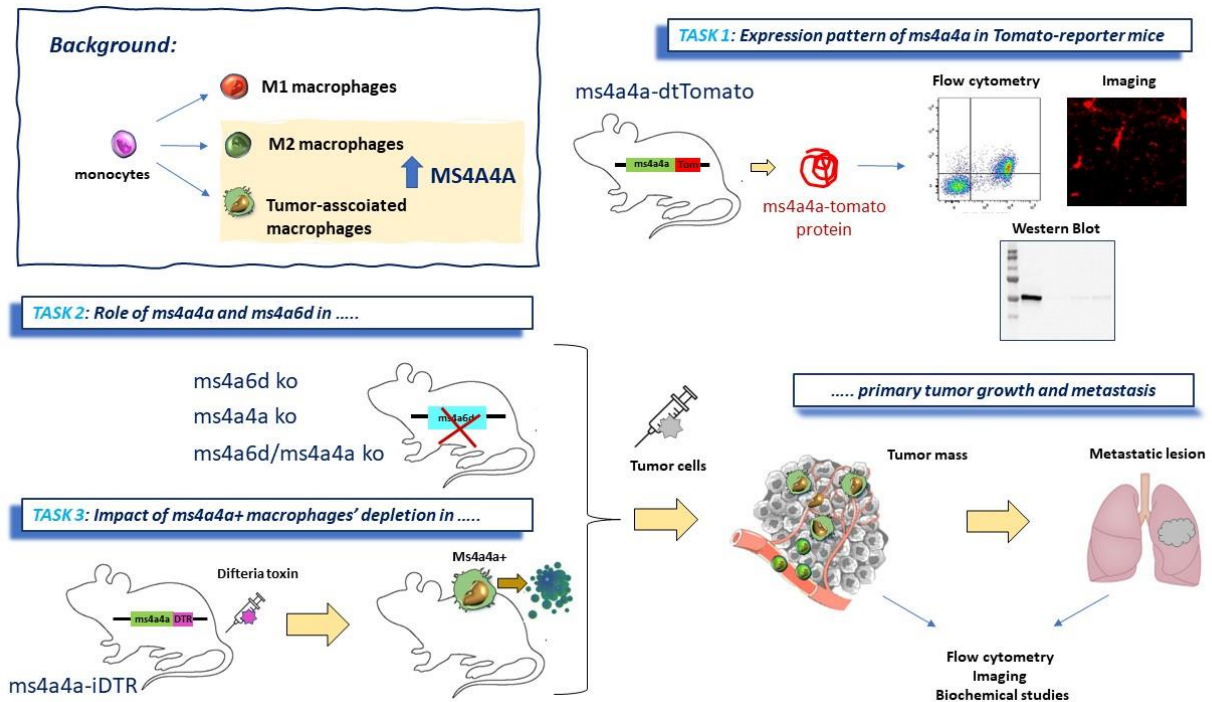 Background:
M1 macrophages
monocytes
M2 macrophages
MS4A4A
Tumor-asscoiated
macrophages
TASK 1: Expression pattern of ms4a4a in Tomato-reporter mice
ms4a4a-dtTomato
ms4a4a Tom
ms4a4a-tomato
protein
Flow cytometry
Imaging
Western Blot
TASK 2: Role of ms4a4a and ms4a6d in .....
ms4a6d ko
ms4a4a ko
ms4a6d/ms4a4a ko
ms4a6d
TASK 3: Impact of ms4a4a+ macrophages' depletion in .....
Difteria toxin
ms4a4a DTR
ms4a4a-iDTR
Ms4a4a+
..... primary tumor growth and metastasis
Tumor cells
Tumor mass
Metastatic lesion
Flow cytometry
Imaging
Biochemical studies